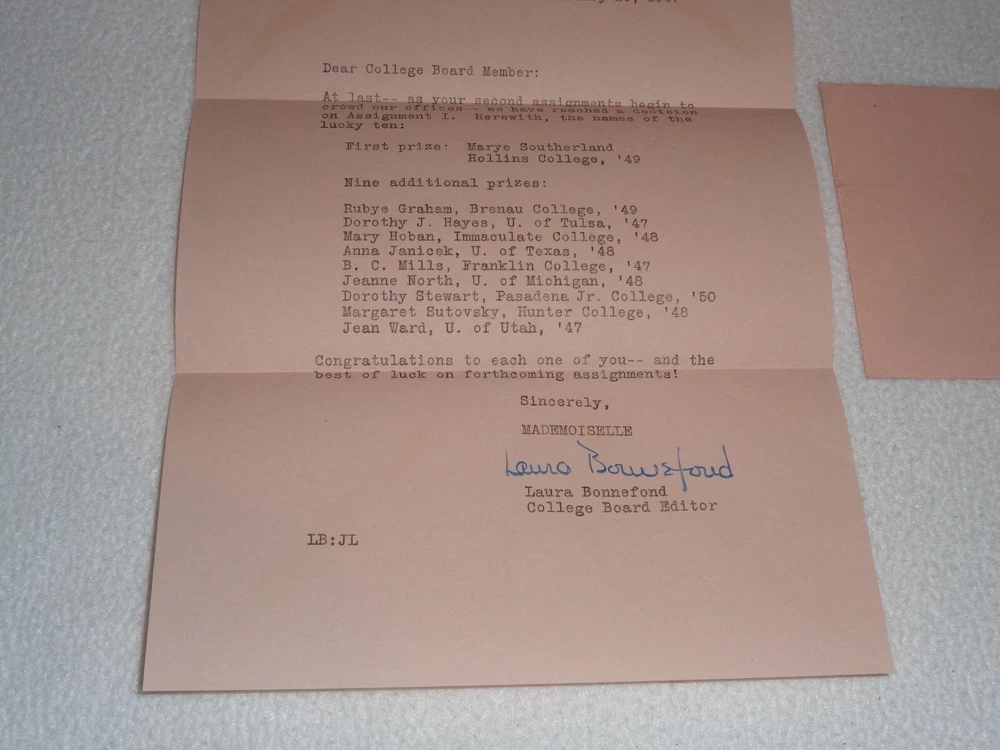 Dear College Board Member:
At last-- as your second assignments begin to
crowd our offices-- we have reached a decision
on Assignment I. Herewith, the names of the
lucky ten:
First prize: Marye Southerland
Hollins College, '49
Nine additional prizes:
Rubye Graham, Brenau College, '49
Dorothy J. Hayes, U. of Tulsa, '47
Mary Hoban, Immaculate College, '48
Anna Janicek, U. of Texas, '48
B. C. Mills, Franklin College, '47
Jeanne North, U. of Michigan, '48
Dorothy Stewart, Pasadena Jr. College, '50
Margaret Sutovsky, Hunter College, '48
Jean Ward, U. of Utah, '47
Congratulations to each one of you-- and the
best of luck on forthcoming assignments!
Sincerely,
MADEMOISELLE
Laura Bonnefond
Laura Bonnefond
College Board Editor
LB:JL